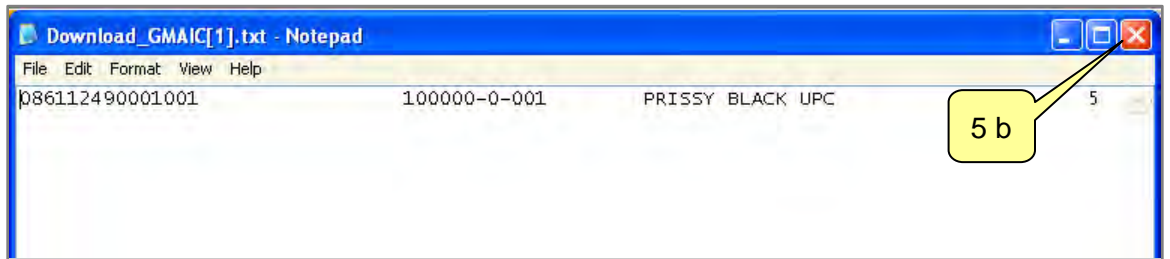 Download_GMAIC[1].txt - Notepad
File Edit Format View Help
086112490001001 100000-0-001 PRISSY BLACK UPC 5
5 b